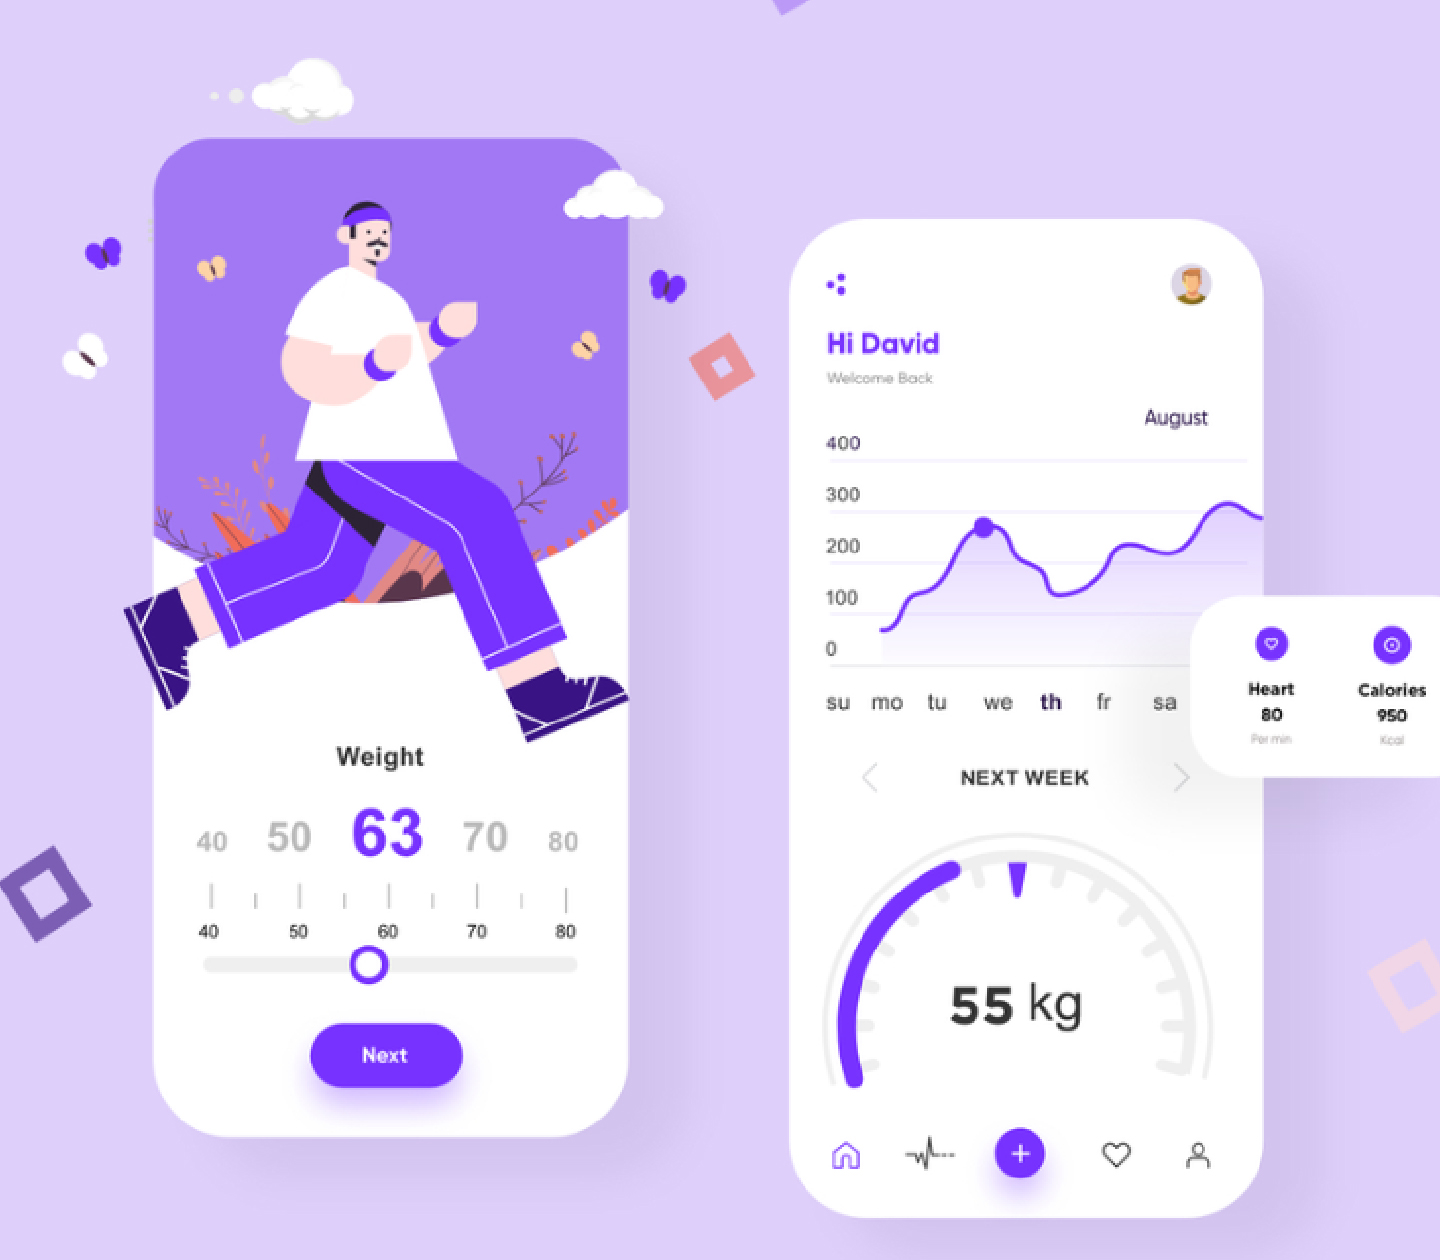 Weight
40 50 63 70 80
40 50 60 70 80
Next
Hi David
Welcome Back
August
400
300
200
100
0
su mo tu we th fr sa
Heart
80
Per min
Calories
950
Kcal
NEXT WEEK
55 kg